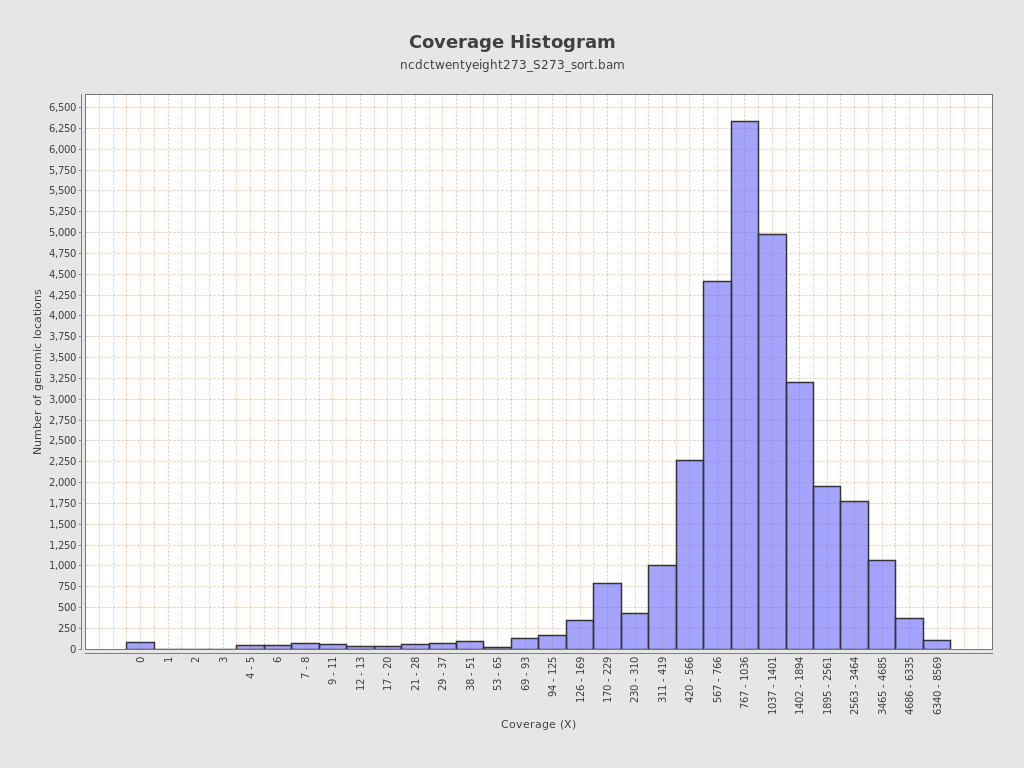 Coverage Histogram
ncdctwentyeight273_S273_sort.bam
Number of genomic locations
6,500
6,250
6,000
5,750
5,500
5,250
5,000
4,750
4,500
4,250
4,000
3,750
3,500
3,250
3,000
2,750
2,500
2,250
2,000
1,750
1,500
1,250
1,000
750
500
250
0
0
1
2
3
4 - 5
6
7 - 8
9 - 11
12 - 13
17 - 20
21 - 28
29 - 37
38 - 51
53 - 65
69 - 93
94 - 125
126 - 169
170 - 229
230 - 310
311 - 419
420 - 566
567 - 766
767 - 1036
1037 - 1401
1402 - 1894
1895 - 2561
2563 - 3464
3465 - 4685
4686 - 6335
6340 - 8569
Coverage (X)